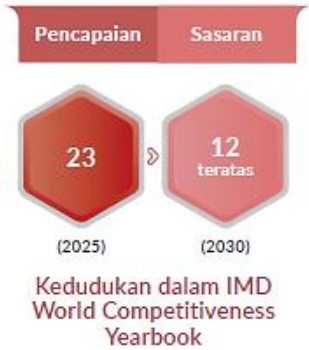 Pencapaian Sasaran
23 12
teratas
(2025) (2030)
Kedudukan dalam IMD
World Competitiveness
Yearbook